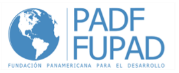 PADF
FUPAD
FUNDACIÓN PANAMERICANA PARA EL DESARROLLO